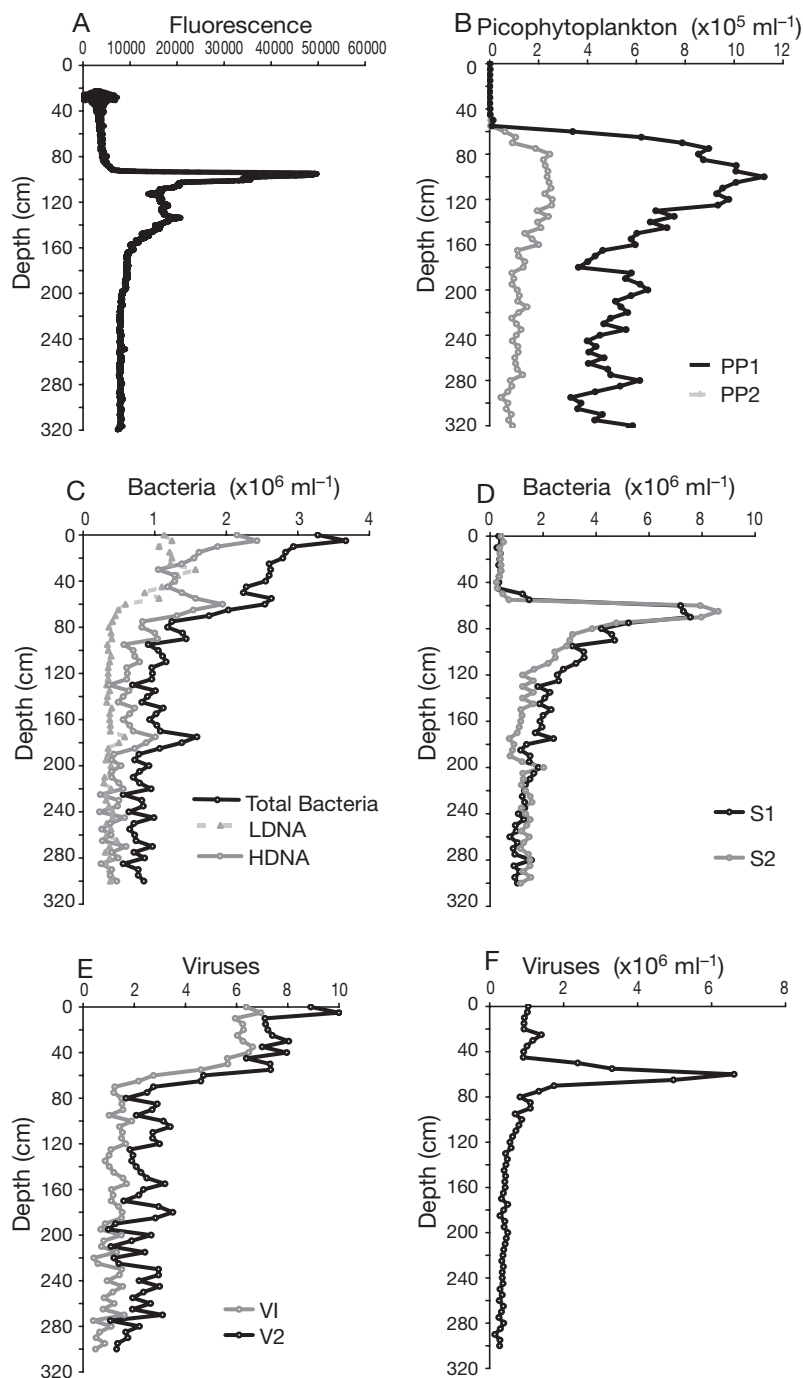 A Fluorescence
0 10000 20000 30000 40000 50000 60000
0
40
80
120
160
200
240
280
320
Depth (cm)
B Picophytoplankton (x10⁵ ml⁻¹)
0 2 4 6 8 10 12
0
40
80
120
160
200
240
280
320
Depth (cm)
PP1
PP2
C Bacteria (x10⁶ ml⁻¹)
0 1 2 3 4
0
40
80
120
160
200
240
280
320
Depth (cm)
Total Bacteria
LDNA
HDNA
D Bacteria (x10⁶ ml⁻¹)
0 2 4 6 8 10
0
40
80
120
160
200
240
280
320
Depth (cm)
S1
S2
E Viruses
0 2 4 6 8 10
0
40
80
120
160
200
240
280
320
Depth (cm)
VI
V2
F Viruses (x10⁶ ml⁻¹)
0 2 4 6 8
0
40
80
120
160
200
240
280
320
Depth (cm)